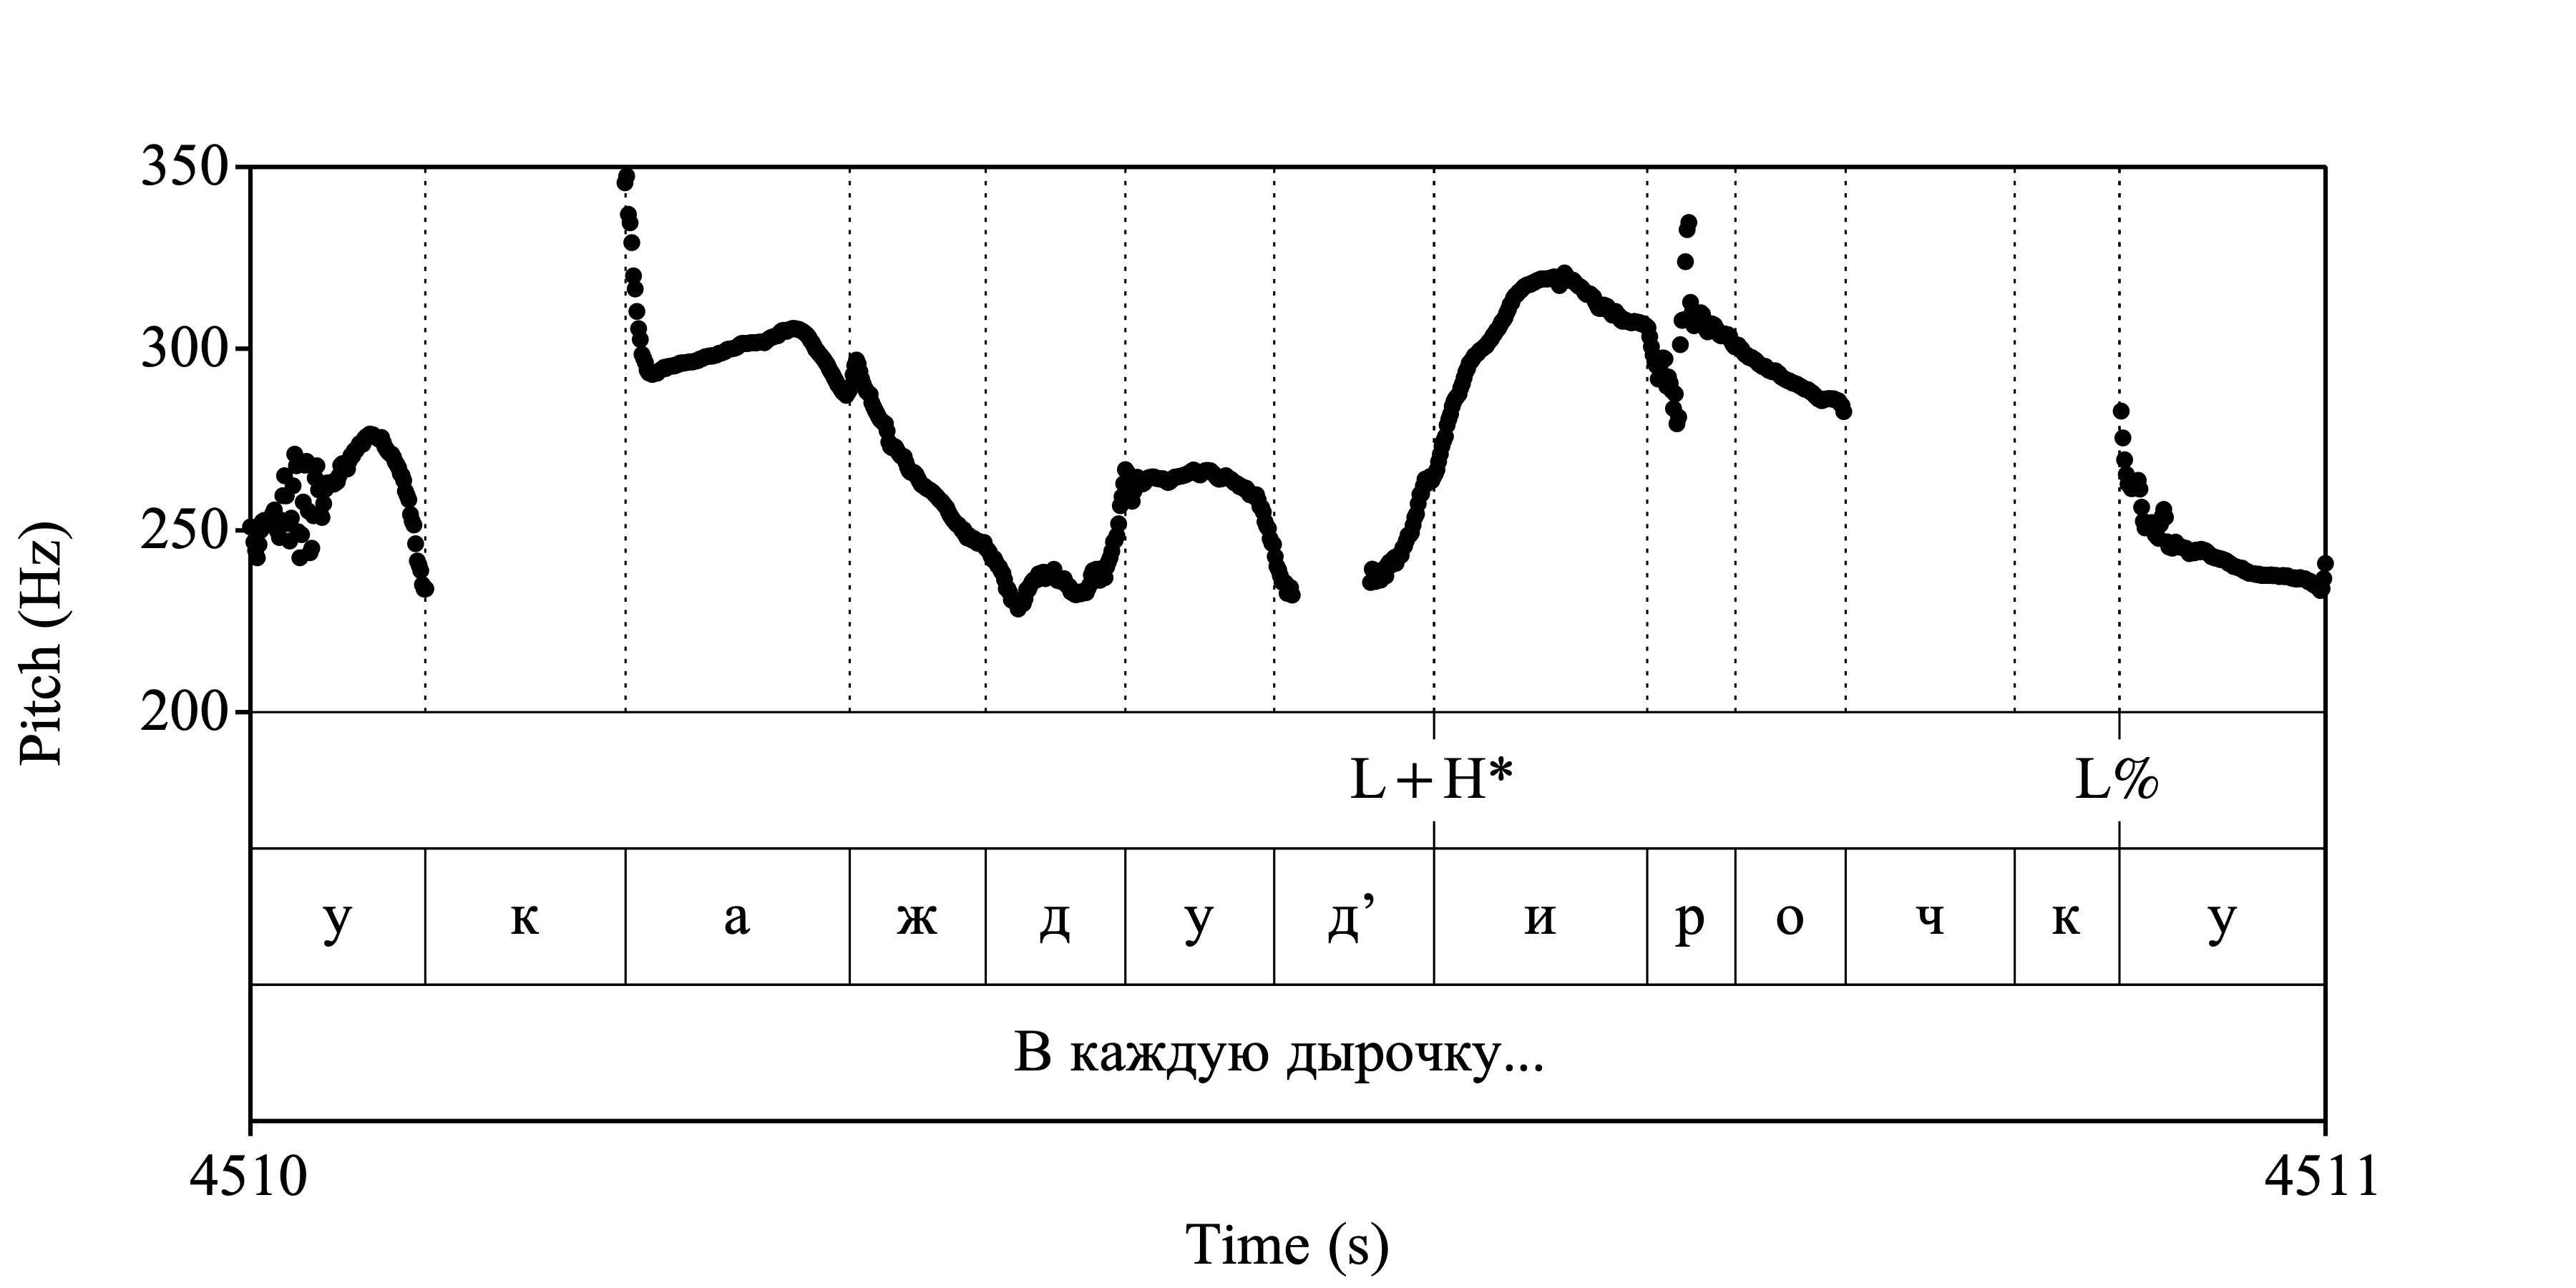 350
300
250
200
Pitch (Hz)
L+H* L%
у к а ж д у д’ и р о ч к у
В каждую дырочку...
4510 4511
Time (s)